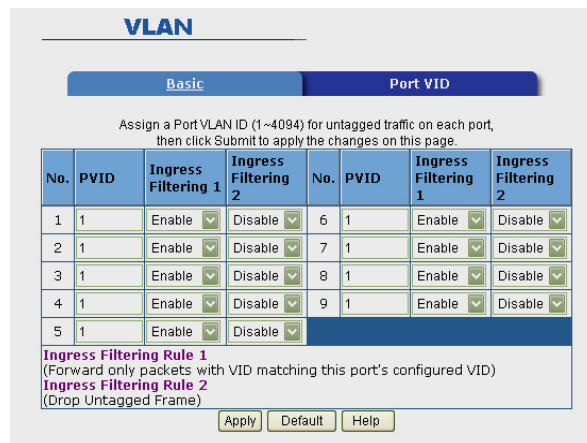 VLAN
Basic Port VID
Assign a Port VLAN ID (1~4094) for untagged traffic on each port,
then click Submit to apply the changes on this page.
No. PVID Ingress Filtering 1 Ingress Filtering 2 No. PVID Ingress Filtering 1 Ingress Filtering 2
1 1 Enable Disable 6 1 Enable Disable
2 1 Enable Disable 7 1 Enable Disable
3 1 Enable Disable 8 1 Enable Disable
4 1 Enable Disable 9 1 Enable Disable
5 1 Enable Disable
Ingress Filtering Rule 1
(Forward only packets with VID matching this port's configured VID)
Ingress Filtering Rule 2
(Drop Untagged Frame)
Apply Default Help